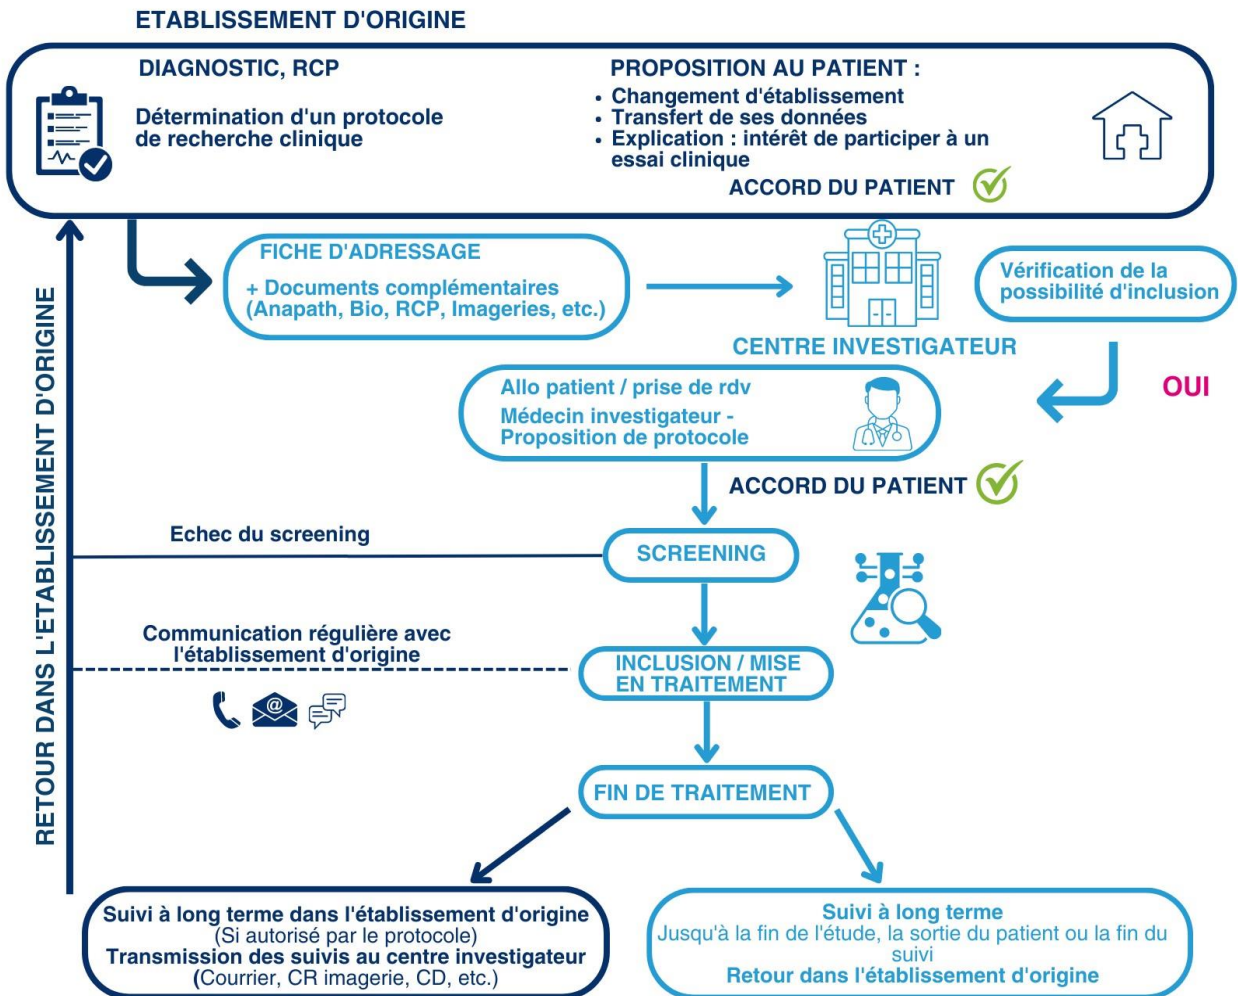 ETABLISSEMENT D'ORIGINE
DIAGNOSTIC, RCP
Détermination d'un protocole
de recherche clinique
PROPOSITION AU PATIENT :
• Changement d'établissement
• Transfert de ses données
• Explication : intérêt de participer à un
essai clinique
ACCORD DU PATIENT
FICHE D'ADRESSAGE
+ Documents complémentaires
(Anapath, Bio, RCP, Imageries, etc.)
CENTRE INVESTIGATEUR
Vérification de la
possibilité d'inclusion
OUI
Allo patient / prise de rdv
Médecin investigateur -
Proposition de protocole
ACCORD DU PATIENT
SCREENING
Echec du screening
Communication régulière avec
l'établissement d'origine
@
INCLUSION / MISE
EN TRAITEMENT
FIN DE TRAITEMENT
RETOUR DANS L'ETABLISSEMENT D'ORIGINE
Suivi à long terme dans l'établissement d'origine
(Si autorisé par le protocole)
Transmission des suivis au centre investigateur
(Courrier, CR imagerie, CD, etc.)
Suivi à long terme
Jusqu'à la fin de l'étude, la sortie du patient ou la fin du
suivi
Retour dans l'établissement d'origine